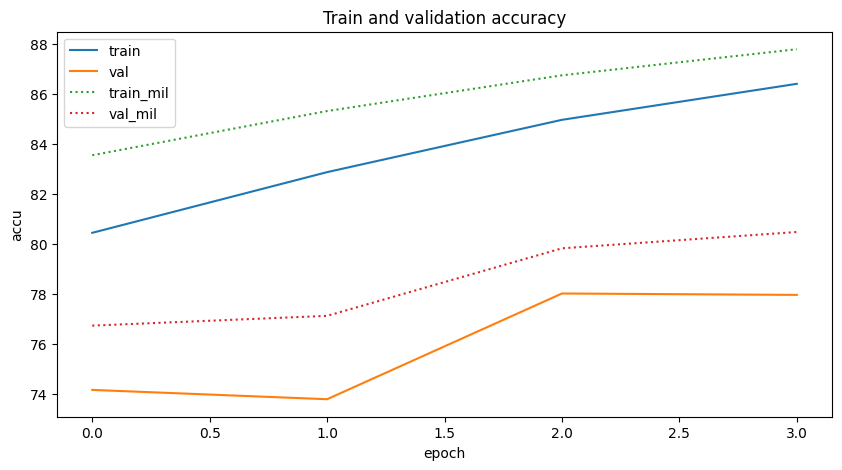 Train and validation accuracy
train
val
train_mil
val_mil
88
86
84
82
80
78
76
74
accu
0.0 0.5 1.0 1.5 2.0 2.5 3.0
epoch